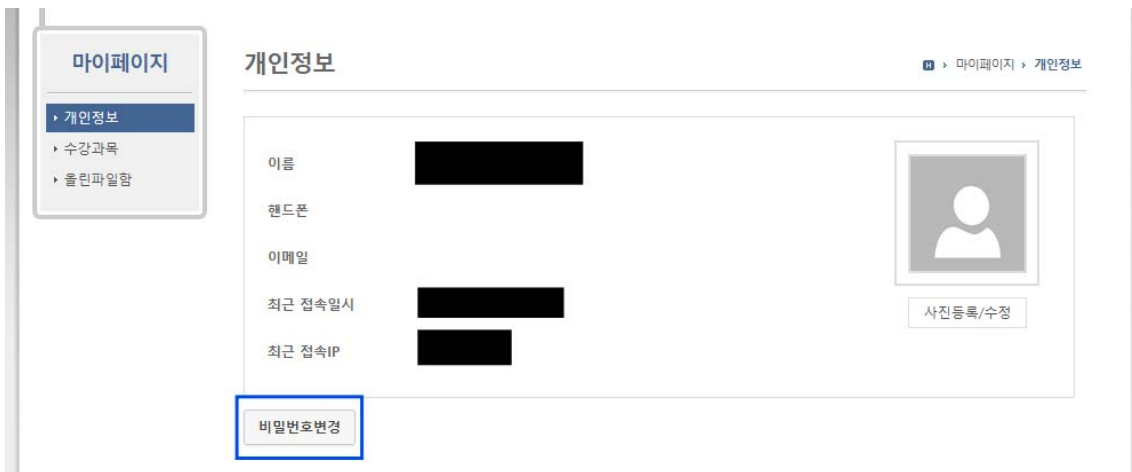 마이페이지
개인정보
수강과목
올린파일함
개인정보
H › 마이페이지 › 개인정보
이름
핸드폰
이메일
최근 접속일시
최근 접속IP
사진등록/수정
비밀번호변경